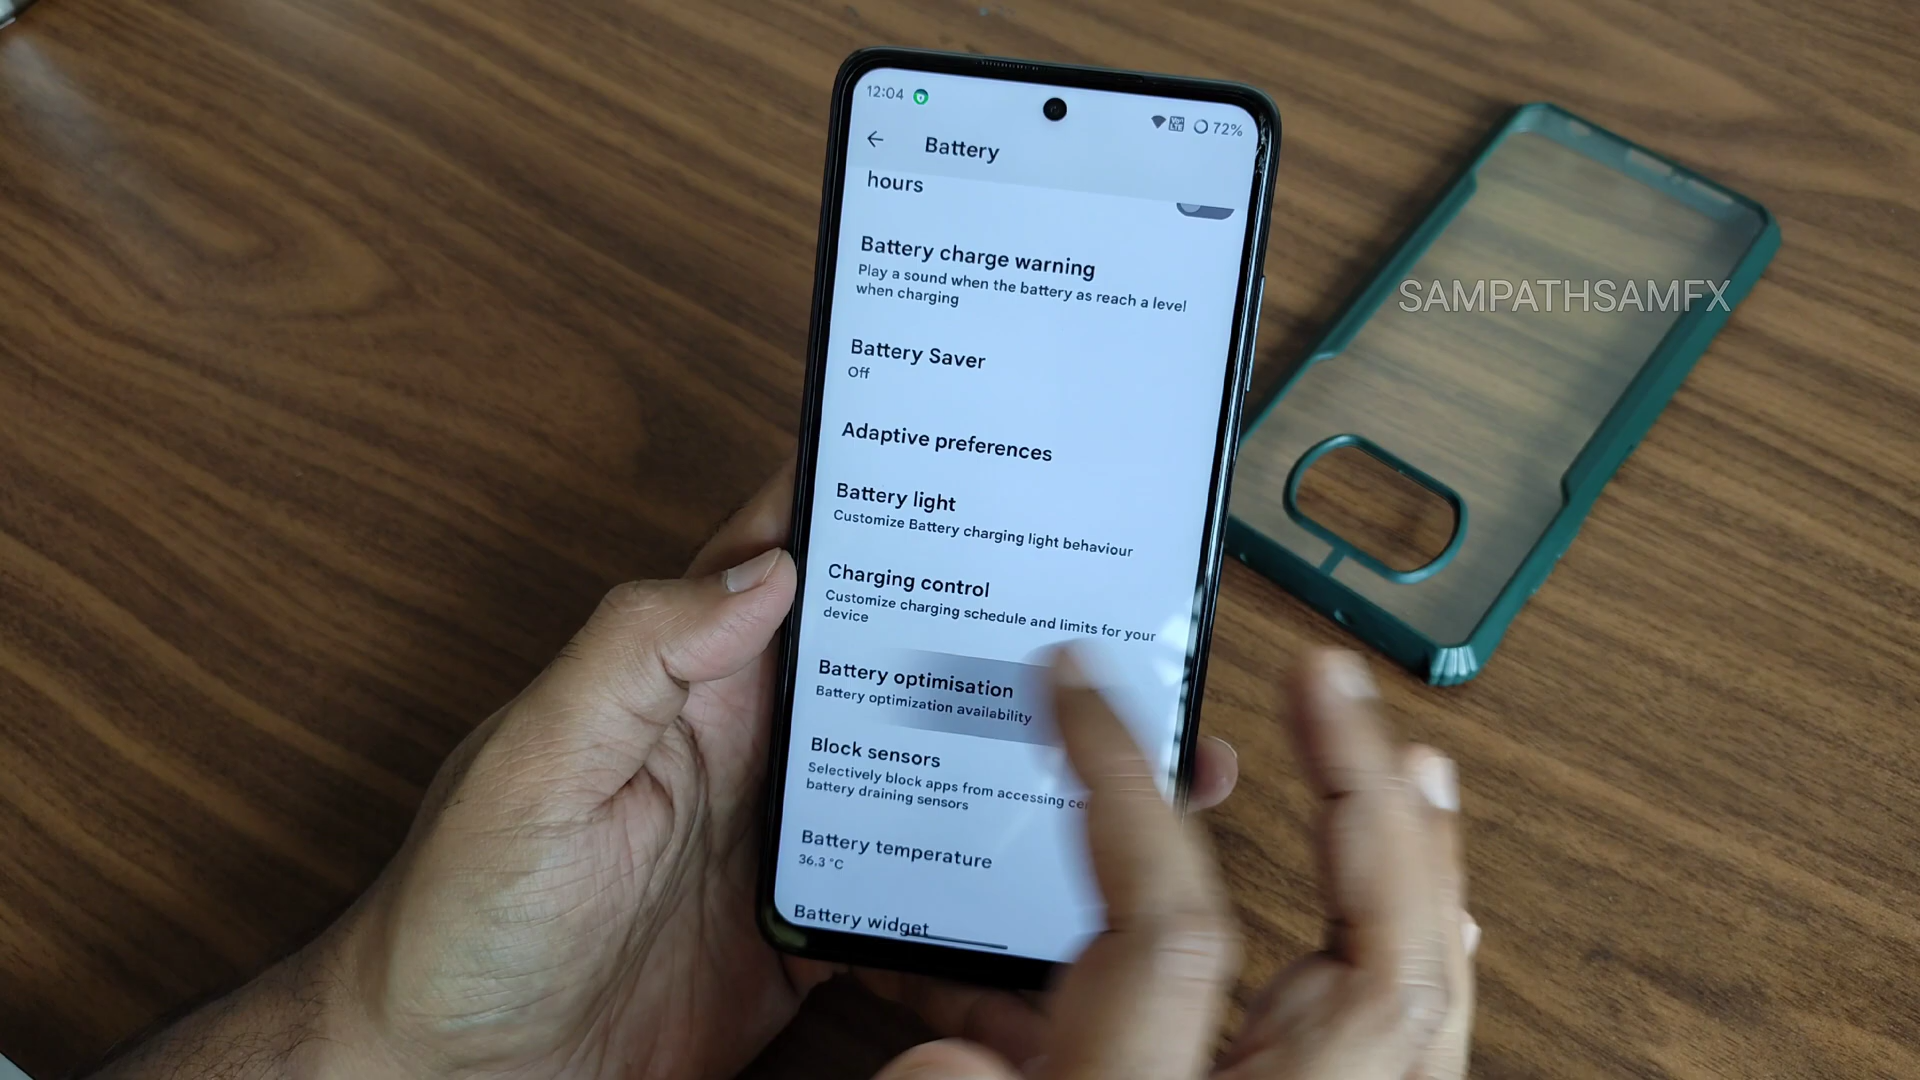 12:04
72%
Battery
hours
Battery charge warning
Play a sound when the battery as reach a level
when charging
SAMPATHSAMFX
Battery Saver
Off
Adaptive preferences
Battery light
Customize Battery charging light behaviour
Charging control
Customize charging schedule and limits for your
device
Battery optimisation
Battery optimization availability
Block sensors
Selectively block apps from accessing
battery draining sensors
Battery temperature
36.3 °C
Battery widget